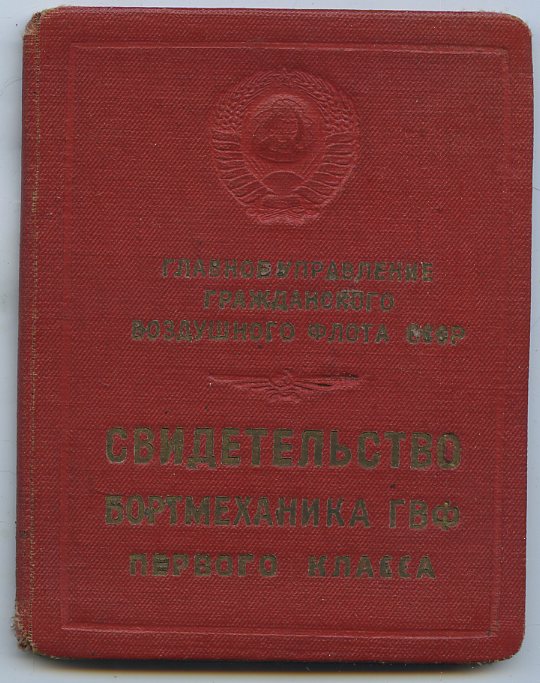 ГЛАВНОЕ УПРАВЛЕНИЕ
ГРАЖДАНСКОГО
ВОЗДУШНОГО ФЛОТА СССР
СВИДЕТЕЛЬСТВО
БОРТМЕХАНИКА ГВФ
ПЕРВОГО КЛАССА